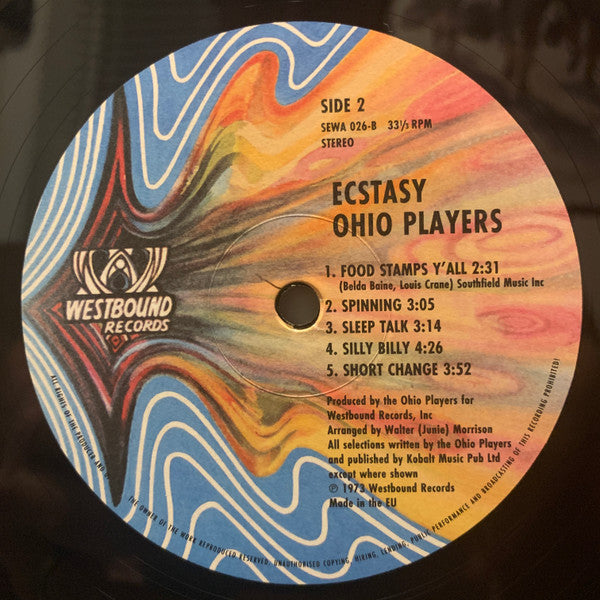 SIDE 2
SEWA 026-B 33⅓ RPM
STEREO
ECSTASY
OHIO PLAYERS
1. FOOD STAMPS Y'ALL 2:31
(Belda Baine, Louis Crane) Southfield Music Inc
2. SPINNING 3:05
3. SLEEP TALK 3:14
4. SILLY BILLY 4:26
5. SHORT CHANGE 3:52
WESTBOUND
RECORDS
Produced by the Ohio Players for
Westbound Records, Inc
Arranged by Walter (Junie) Morrison
All selections written by the Ohio Players
and published by Kobalt Music Pub Ltd
except where shown
℗ 1973 Westbound Records
Made in the EU
ALL RIGHTS OF THE PRODUCER AND OF THE OWNER OF THE WORK REPRODUCED RESERVED. UNAUTHORISED COPYING, HIRING, LENDING, PUBLIC PERFORMANCE AND BROADCASTING OF THIS RECORDING PROHIBITED!